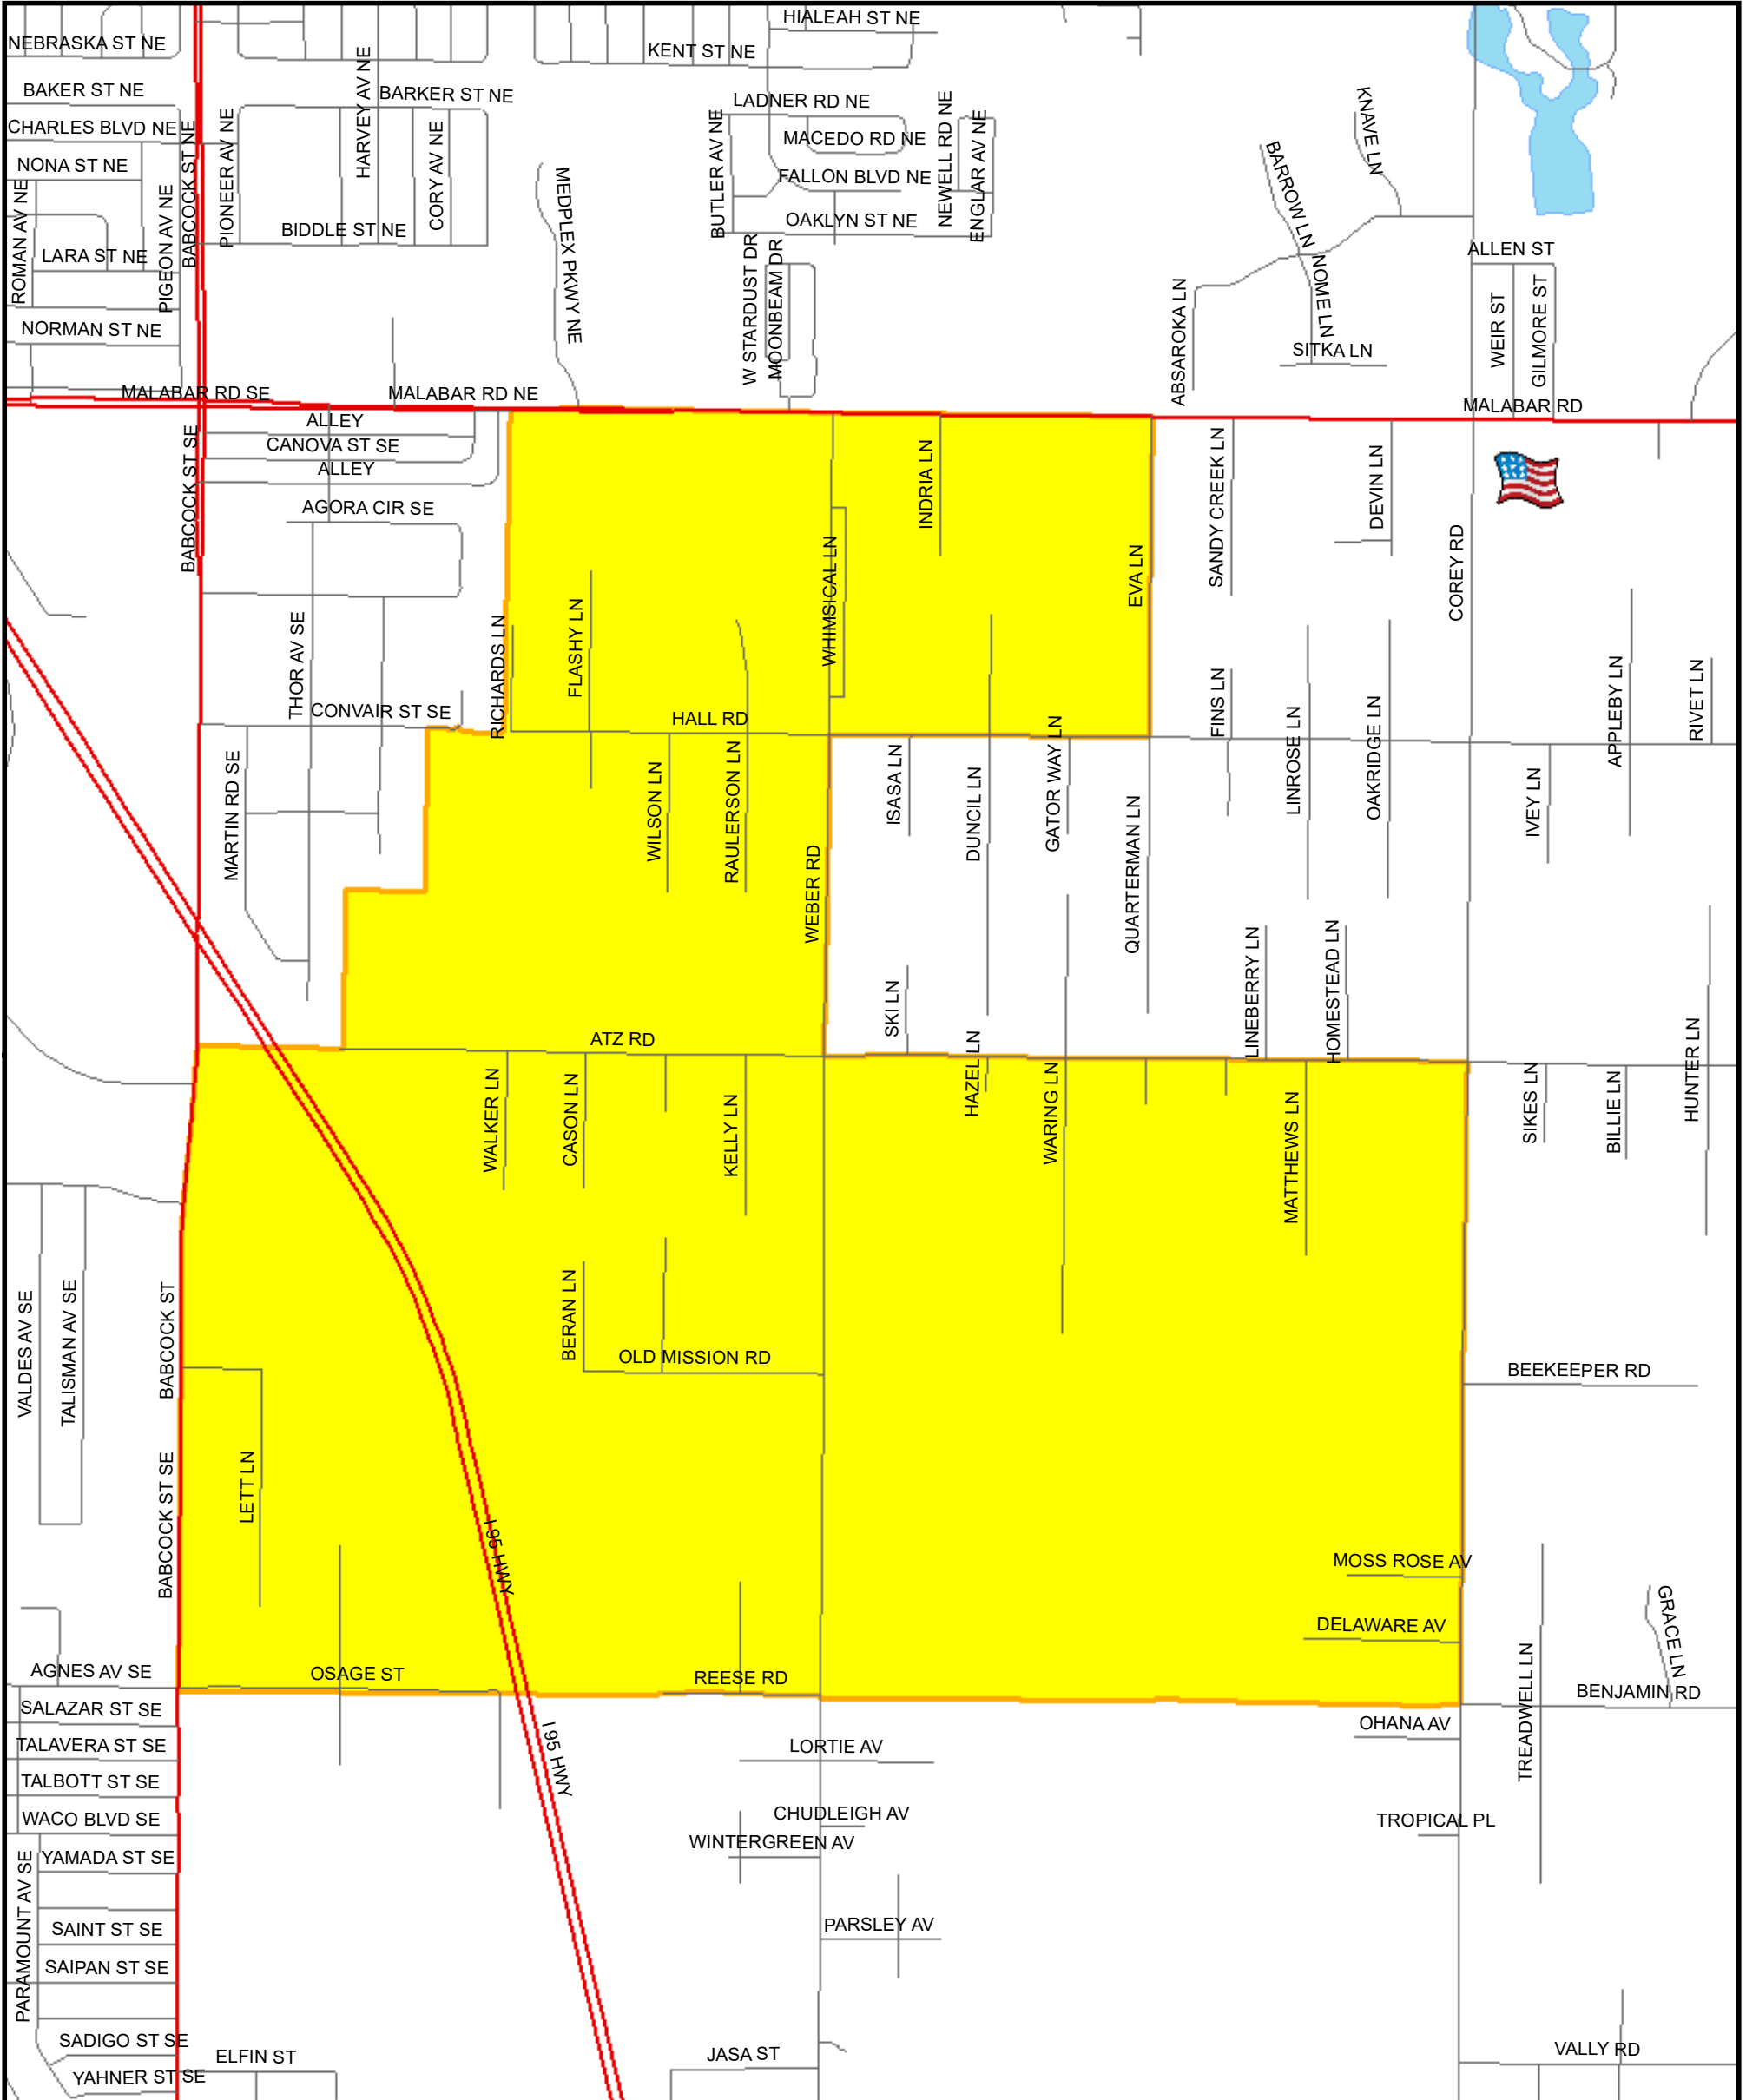 HIALEAH ST NE
NEBRASKA ST NE
KENT ST NE
BAKER ST NE
HARVEY AV NE
BARKER ST NE
LADNER RD NE
KNAVE LN
CHARLES BLVD NE
BABCOCK ST NE
PIONEER AV NE
CORY AV NE
BUTLER AV NE
MACEDO RD NE
NEWELL RD NE
ENGLAR AV NE
BARROW LN
NONA ST NE
MEDPLEX PKWY NE
FALLON BLVD NE
ROMAN AV NE
PIGEON AV NE
BIDDLE ST NE
OAKLYN ST NE
LARA ST NE
W STARDUST DR
MOONBEAM DR
NOME LN
ALLEN ST
ABSAROKA LN
WEIR ST
GILMORE ST
NORMAN ST NE
SITKA LN
MALABAR RD SE
MALABAR RD NE
MALABAR RD
ALLEY
CANOVA ST SE
ALLEY
BABCOCK ST SE
INDRIA LN
SANDY CREEK LN
DEVIN LN
AGORA CIR SE
WHIMSICAL LN
EVA LN
COREY RD
THOR AV SE
RICHARDS LN
FLASHY LN
CONVAIR ST SE
HALL RD
FINS LN
LINROSE LN
OAKRIDGE LN
APPLEBY LN
RIVET LN
MARTIN RD SE
WILSON LN
RAULERSON LN
WEBER RD
ISASA LN
DUNCIL LN
GATOR WAY LN
QUARTERMAN LN
IVEY LN
SKI LN
LINEBERRY LN
HOMESTEAD LN
ATZ RD
WALKER LN
CASON LN
KELLY LN
HAZEL LN
WARING LN
MATTHEWS LN
SIKES LN
BILLIE LN
HUNTER LN
VALDES AV SE
TALISMAN AV SE
BABCOCK ST
BERAN LN
OLD MISSION RD
BEEKEEPER RD
BABCOCK ST SE
LETT LN
I 95 HWY
MOSS ROSE AV
DELAWARE AV
TREADWELL LN
GRACE LN
AGNES AV SE
OSAGE ST
REESE RD
BENJAMIN RD
SALAZAR ST SE
OHANA AV
I 95 HWY
TALAVERA ST SE
LORTIE AV
TALBOTT ST SE
WACO BLVD SE
CHUDLEIGH AV
TROPICAL PL
WINTERGREEN AV
YAMADA ST SE
PARAMOUNT AV SE
SAINT ST SE
PARSLEY AV
SAIPAN ST SE
SADIGO ST SE
ELFIN ST
JASA ST
VALLY RD
YAHNER ST SE